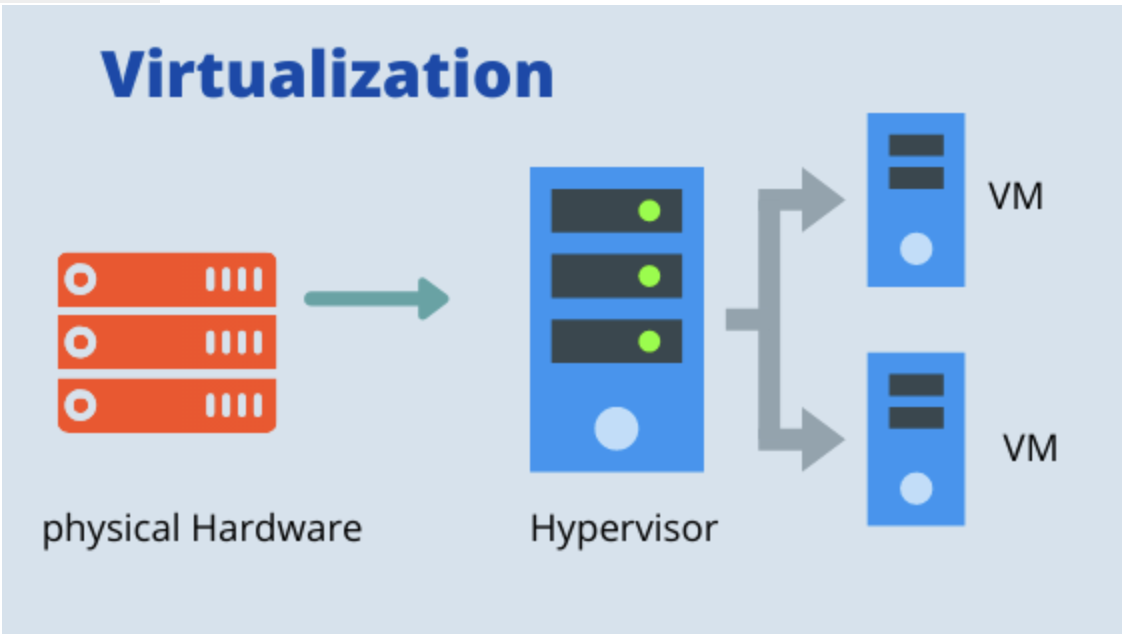 Virtualization
VM
VM
physical Hardware
Hypervisor